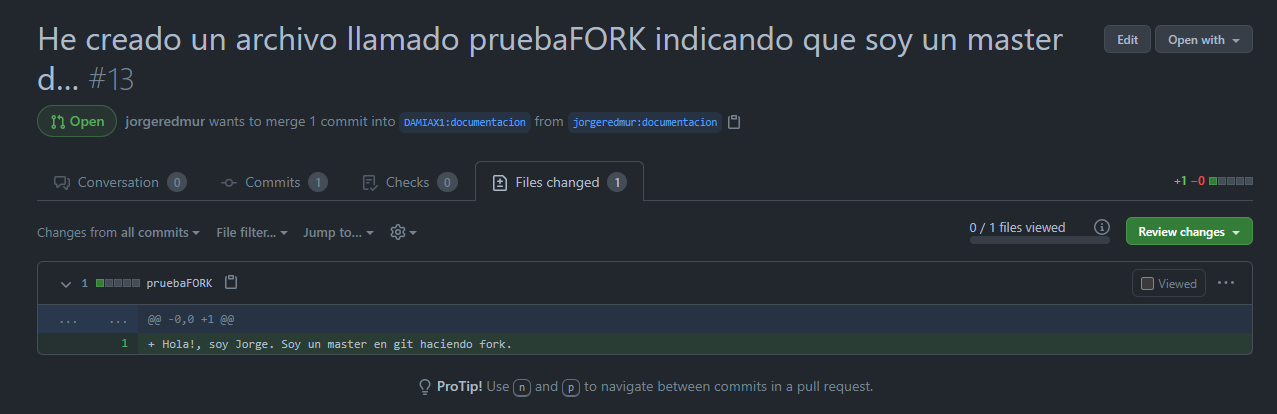 He creado un archivo llamado pruebaFORK indicando que soy un master
d... #13
Edit
Open with
Open
jorgeredmur wants to merge 1 commit into DAMIAX1:documentacion from jorgeredmur:documentacion
Conversation 0
Commits 1
Checks 0
Files changed 1
+1 −0
Changes from all commits
File filter...
Jump to...
0 / 1 files viewed
Review changes
1 pruebaFORK
Viewed
... ... @@ -0,0 +1 @@
1 + Hola!, soy Jorge. Soy un master en git haciendo fork.
ProTip! Use n and p to navigate between commits in a pull request.